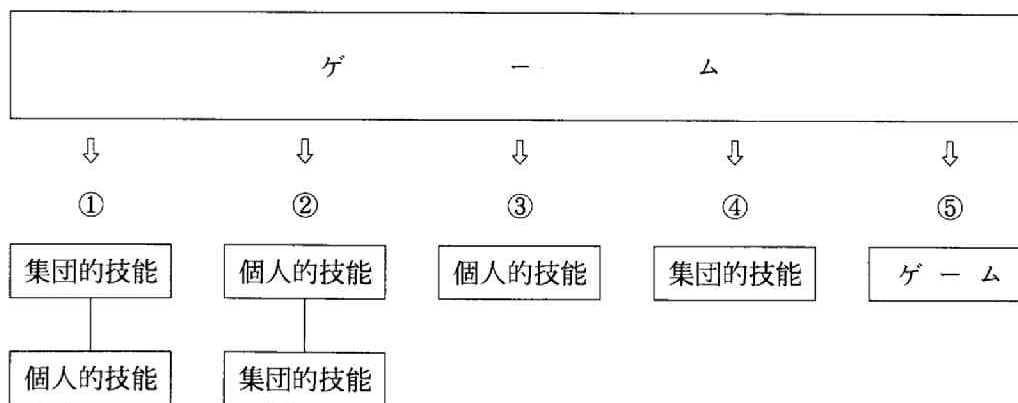 ゲーム
① ② ③ ④ ⑤
集団的技能 個人的技能 個人的技能 集団的技能 ゲーム
個人的技能 集団的技能